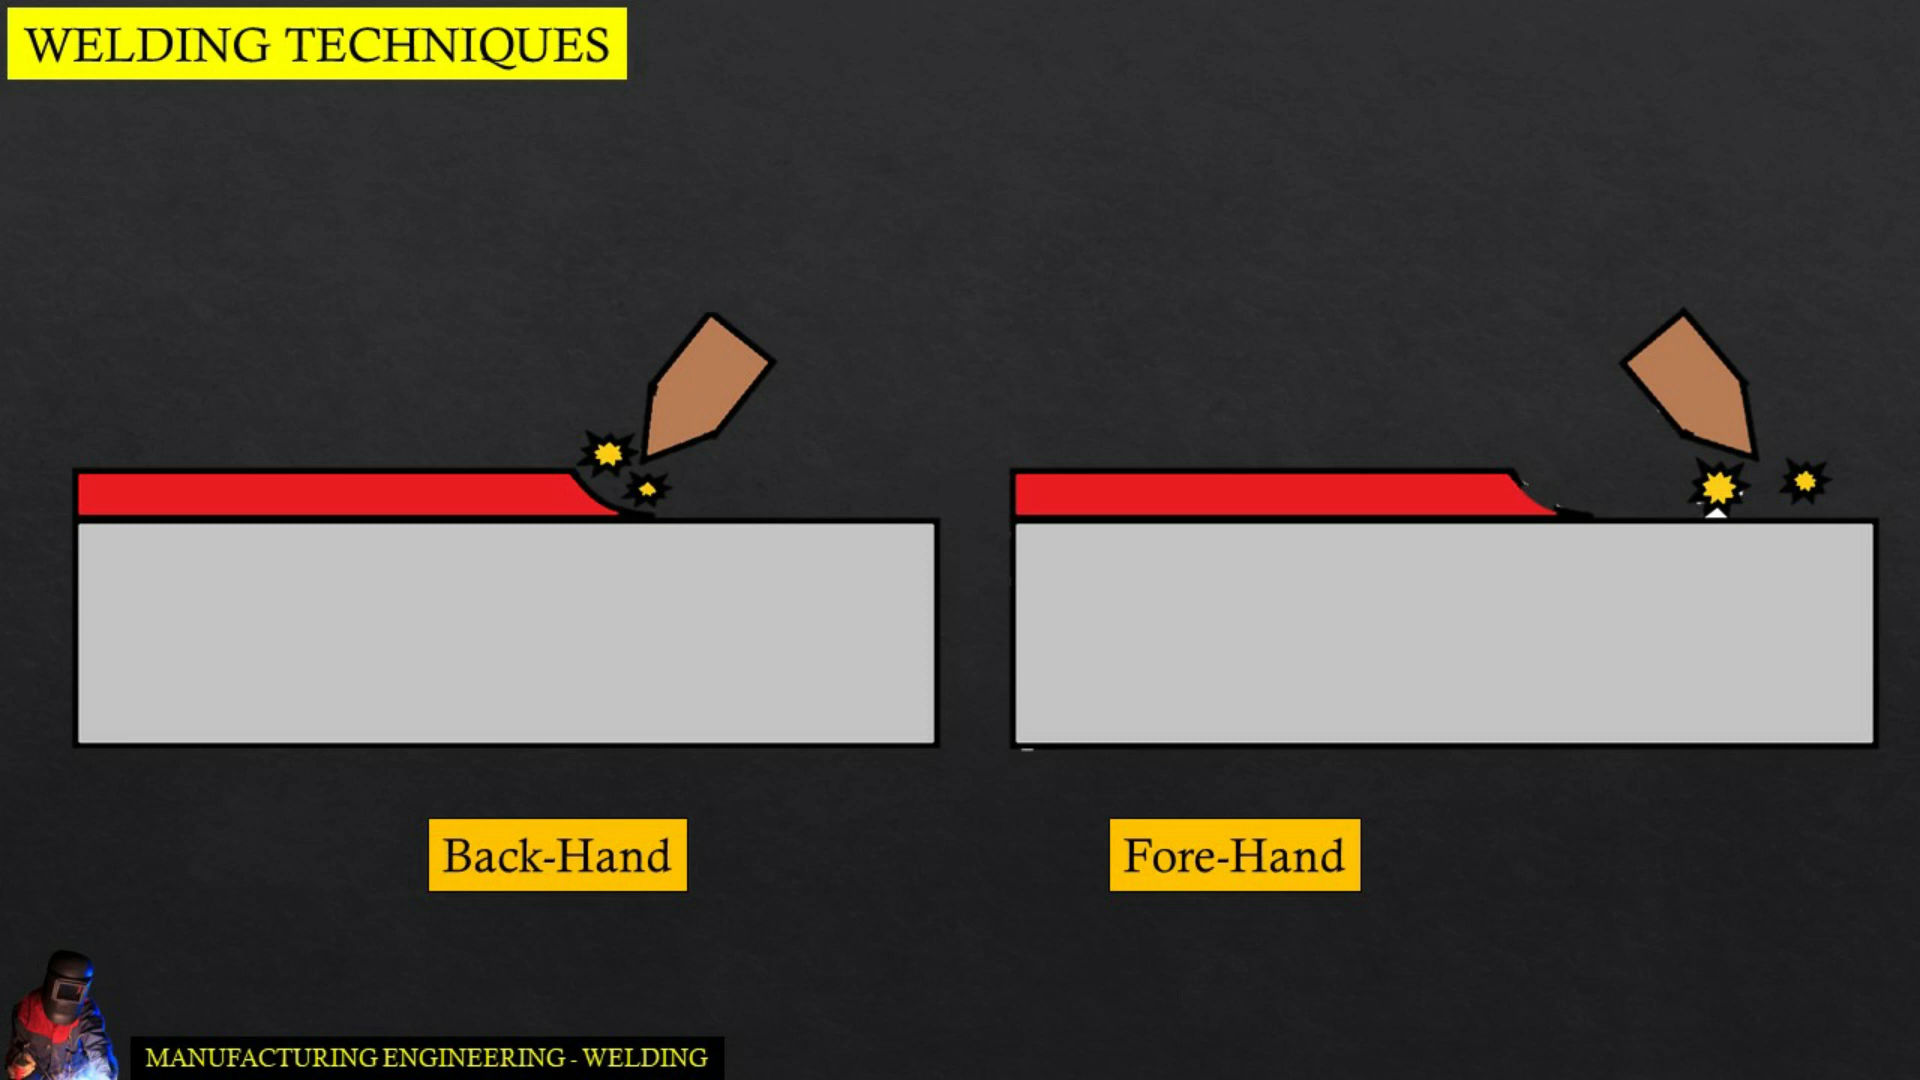 WELDING TECHNIQUES
Back-Hand
Fore-Hand
MANUFACTURING ENGINEERING - WELDING